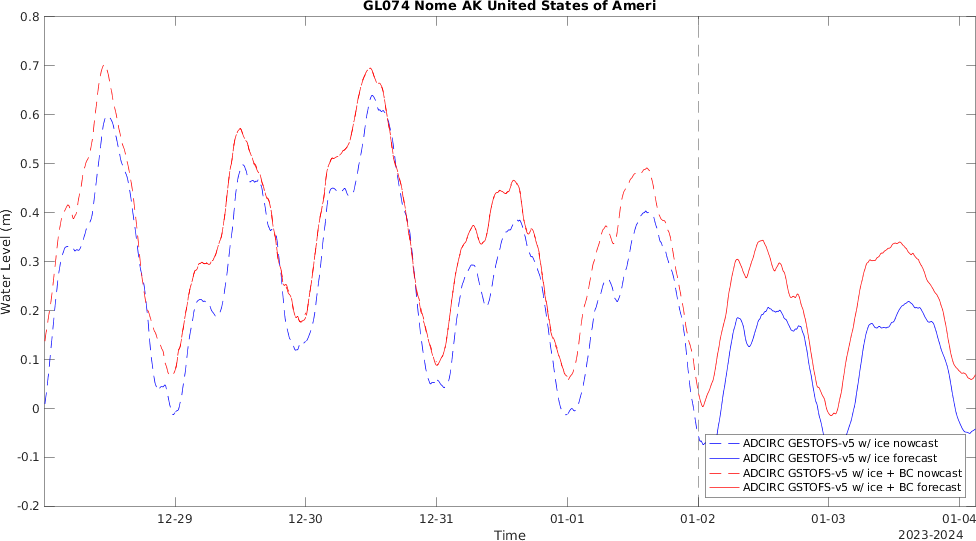 GL074 Nome AK United States of Ameri
0.8
0.7
0.6
0.5
0.4
0.3
0.2
0.1
0
-0.1
-0.2
Water Level (m)
ADCIRC GESTOFS-v5 w/ ice nowcast
ADCIRC GESTOFS-v5 w/ ice forecast
ADCIRC GSTOFS-v5 w/ ice + BC nowcast
ADCIRC GSTOFS-v5 w/ ice + BC forecast
12-29 12-30 12-31 01-01 01-02 01-03 01-04
Time
2023-2024